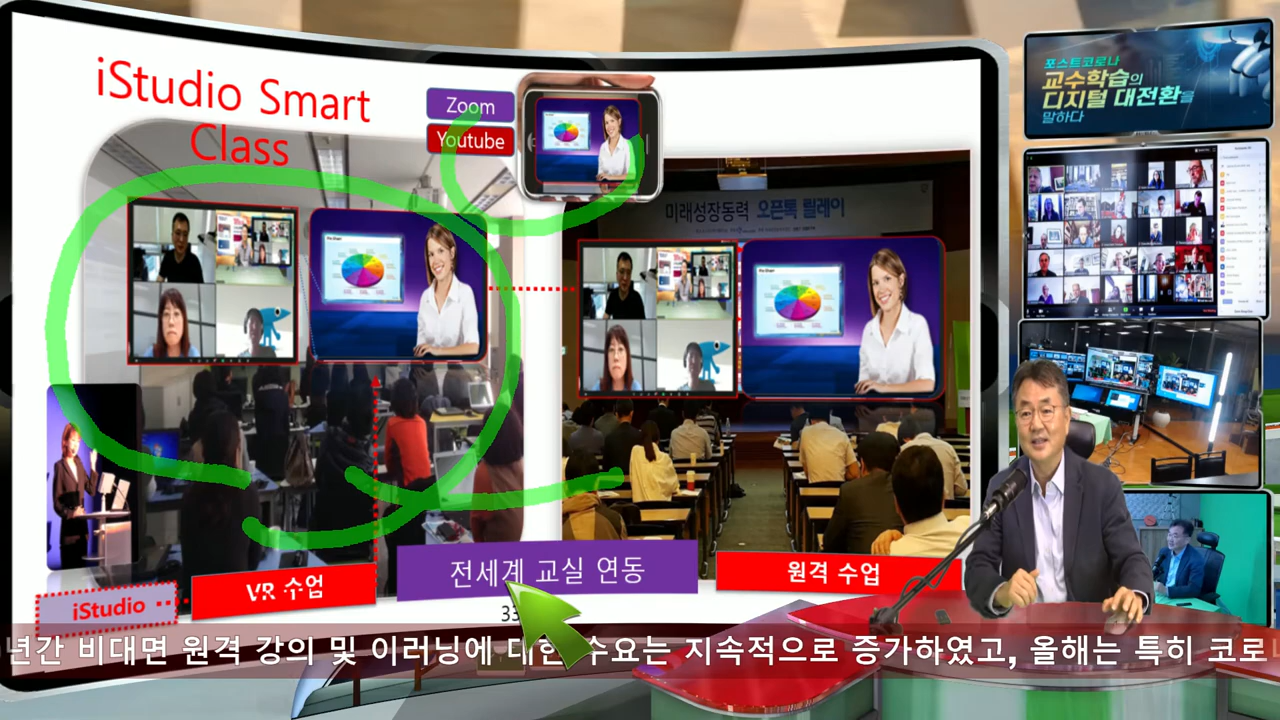 iStudio Smart
Class
Zoom
Youtube
미래성장동력 오픈톡 릴레이
iStudio
VR 수업
전세계 교실 연동
원격 수업
33
포스트코로나
교수학습의
디지털 대전환을
말하다
년간 비대면 원격 강의 및 이러닝에 대한 수요는 지속적으로 증가하였고, 올해는 특히 코로